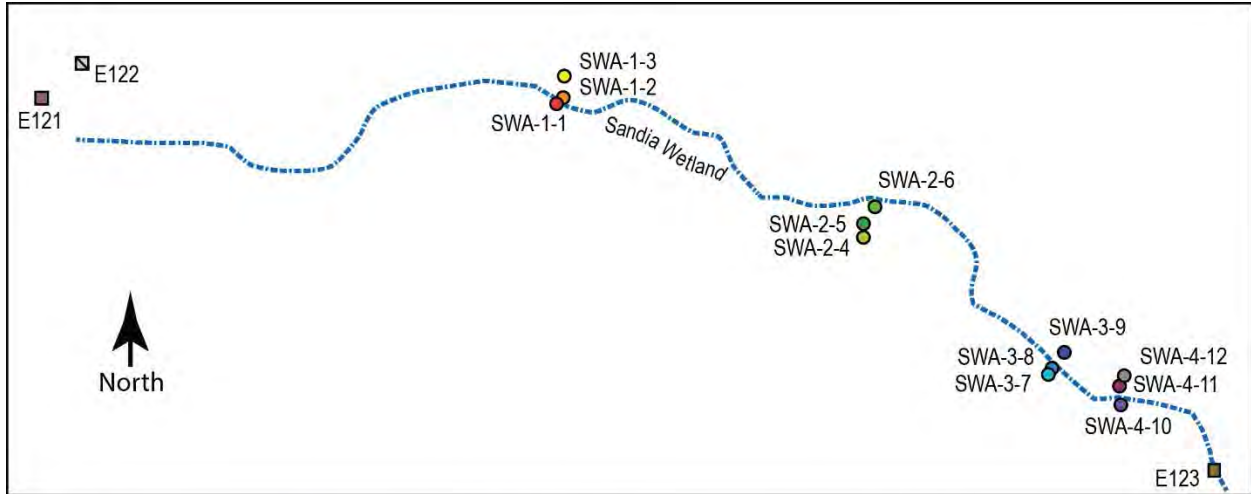 SWA-1-3
E122
SWA-1-2
E121
SWA-1-1
Sandia Wetland
SWA-2-6
SWA-2-5
SWA-2-4
SWA-3-9
SWA-3-8
SWA-4-12
SWA-3-7
SWA-4-11
North
SWA-4-10
E123